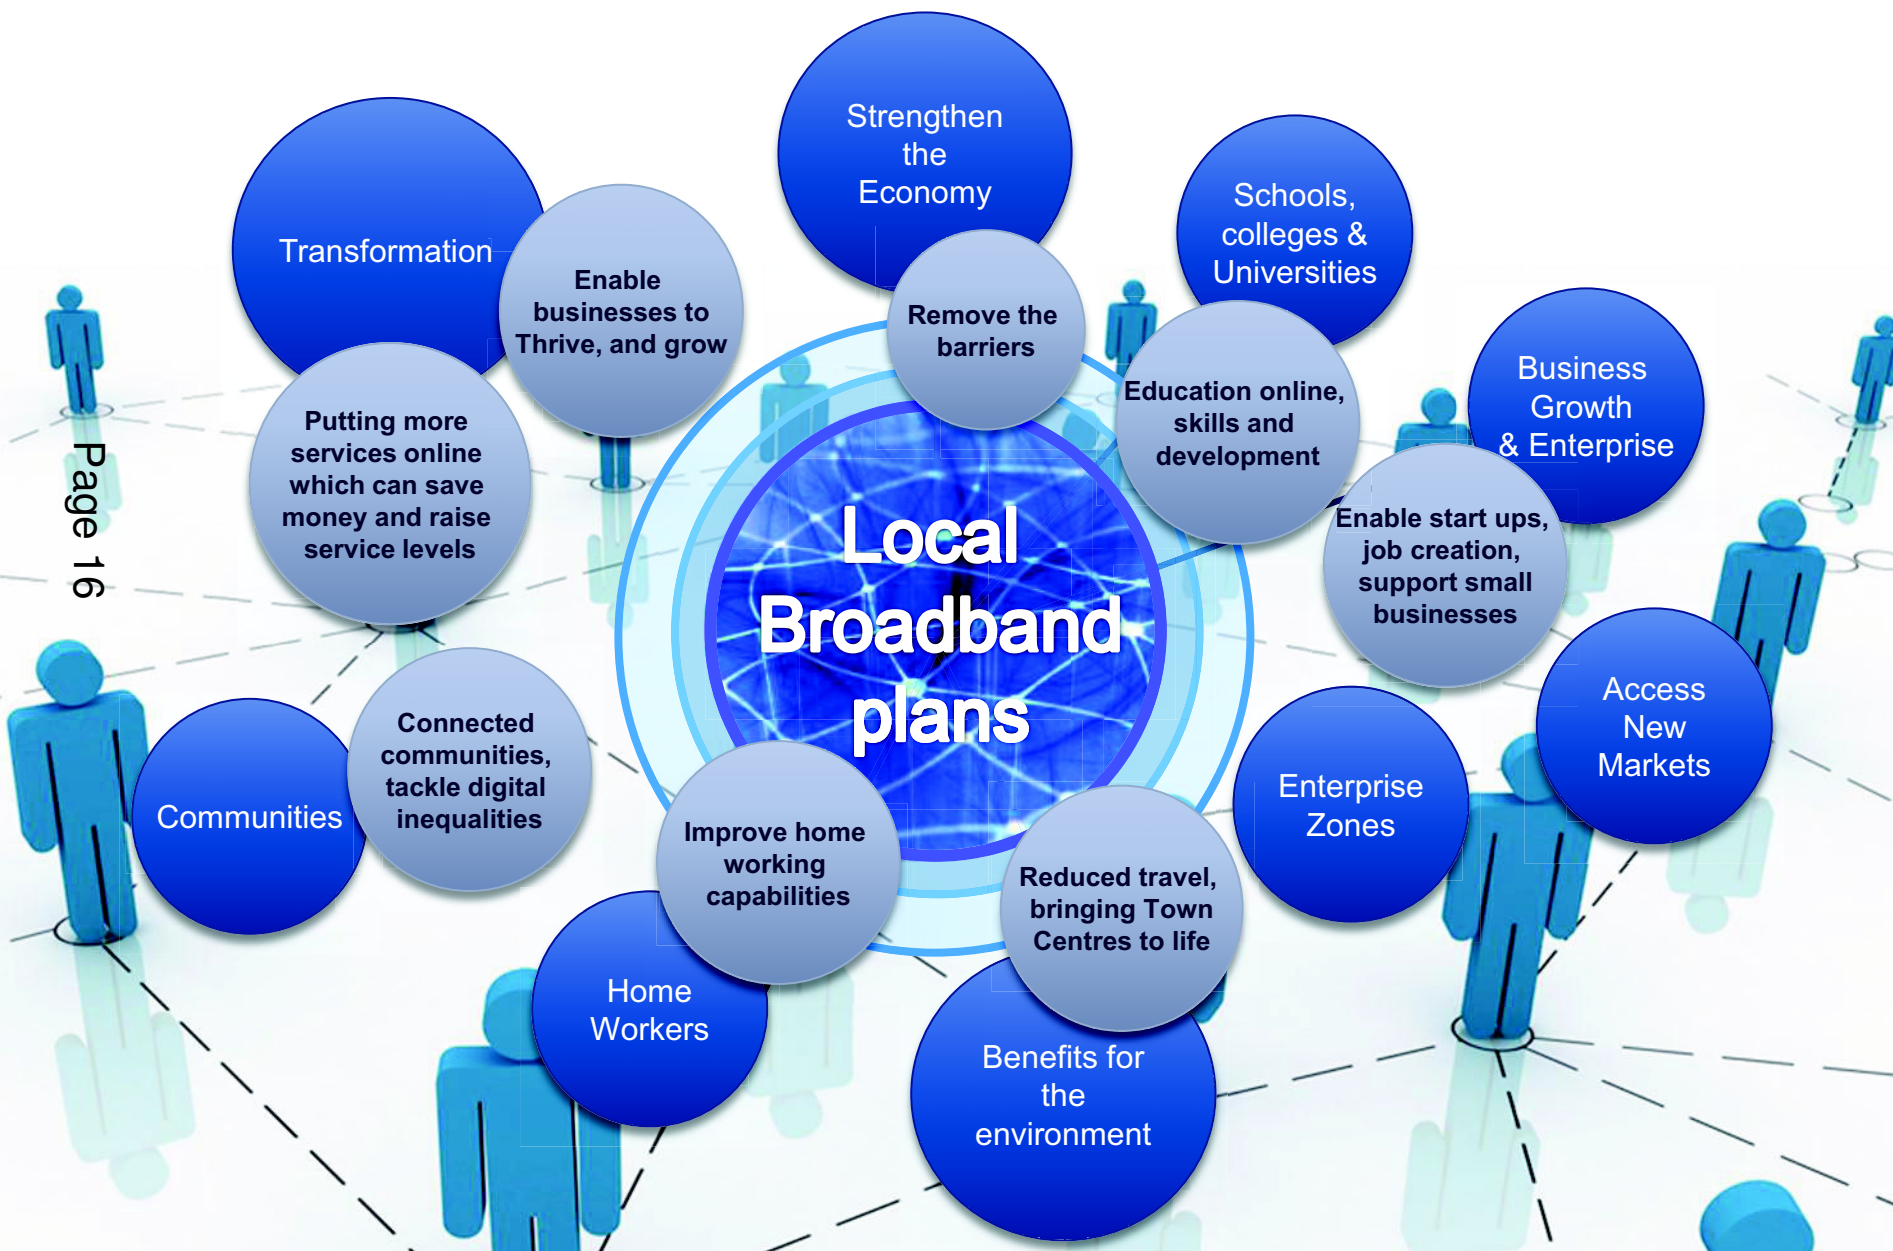 Strengthen
the
Economy
Transformation
Enable
businesses to
Thrive, and grow
Remove the
barriers
Schools,
colleges &
Universities
Education online,
skills and
development
Business
Growth
& Enterprise
Enable start ups,
job creation,
support small
businesses
Putting more
services online
which can save
money and raise
service levels
Page 16
Local
Broadband
plans
Access
New
Markets
Enterprise
Zones
Connected
communities,
tackle digital
inequalities
Communities
Improve home
working
capabilities
Home
Workers
Reduced travel,
bringing Town
Centres to life
Benefits for
the
environment